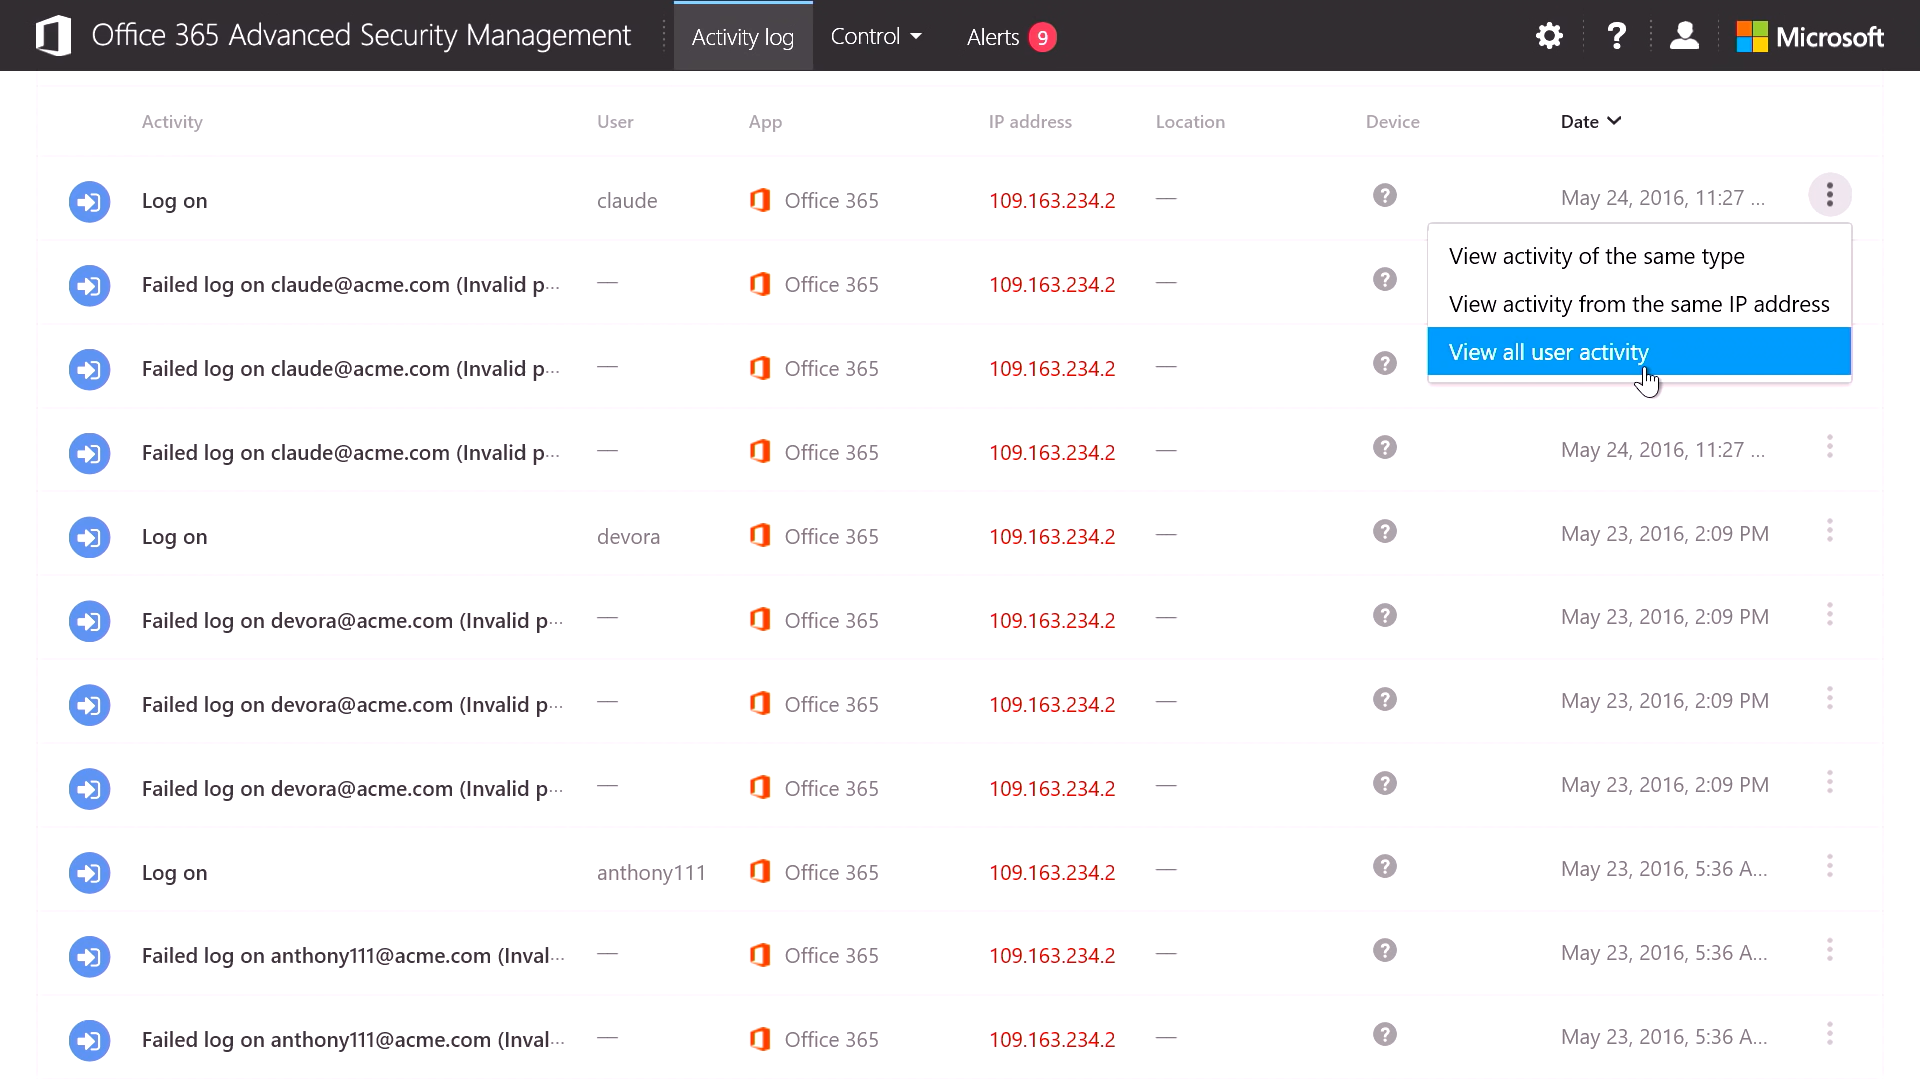 Office 365 Advanced Security Management Activity log Control Alerts 9 ? Microsoft
Activity User App IP address Location Device Date
Log on claude Office 365 109.163.234.2 — ? May 24, 2016, 11:27 ...
View activity of the same type
Failed log on claude@acme.com (Invalid p... — Office 365 109.163.234.2 — ?
View activity from the same IP address
View all user activity
Failed log on claude@acme.com (Invalid p... — Office 365 109.163.234.2 — ?
Failed log on claude@acme.com (Invalid p... — Office 365 109.163.234.2 — ? May 24, 2016, 11:27 ...
Log on devora Office 365 109.163.234.2 — ? May 23, 2016, 2:09 PM
Failed log on devora@acme.com (Invalid p... — Office 365 109.163.234.2 — ? May 23, 2016, 2:09 PM
Failed log on devora@acme.com (Invalid p... — Office 365 109.163.234.2 — ? May 23, 2016, 2:09 PM
Failed log on devora@acme.com (Invalid p... — Office 365 109.163.234.2 — ? May 23, 2016, 2:09 PM
Log on anthony111 Office 365 109.163.234.2 — ? May 23, 2016, 5:36 A...
Failed log on anthony111@acme.com (Inval... — Office 365 109.163.234.2 — ? May 23, 2016, 5:36 A...
Failed log on anthony111@acme.com (Inval... — Office 365 109.163.234.2 — ? May 23, 2016, 5:36 A...